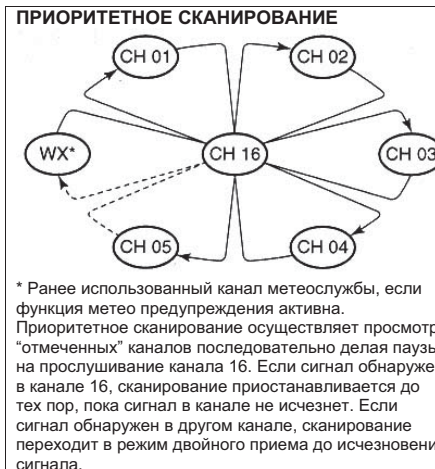 ПРИОРИТЕТНОЕ СКАНИРОВАНИЕ
CH 01
CH 02
WX*
CH 16
CH 03
CH 05
CH 04
* Ранее использованный канал метеослужбы, если
функция метео предупреждения активна.
Приоритетное сканирование осуществляет просмотр
“отмеченных” каналов последовательно делая паузы
на прослушивание канала 16. Если сигнал обнаруже
в канале 16, сканирование приостанавливается до
тех пор, пока сигнал в канале не исчезнет. Если
сигнал обнаружен в другом канале, сканирование
переходит в режим двойного приема до исчезновени
сигнала.